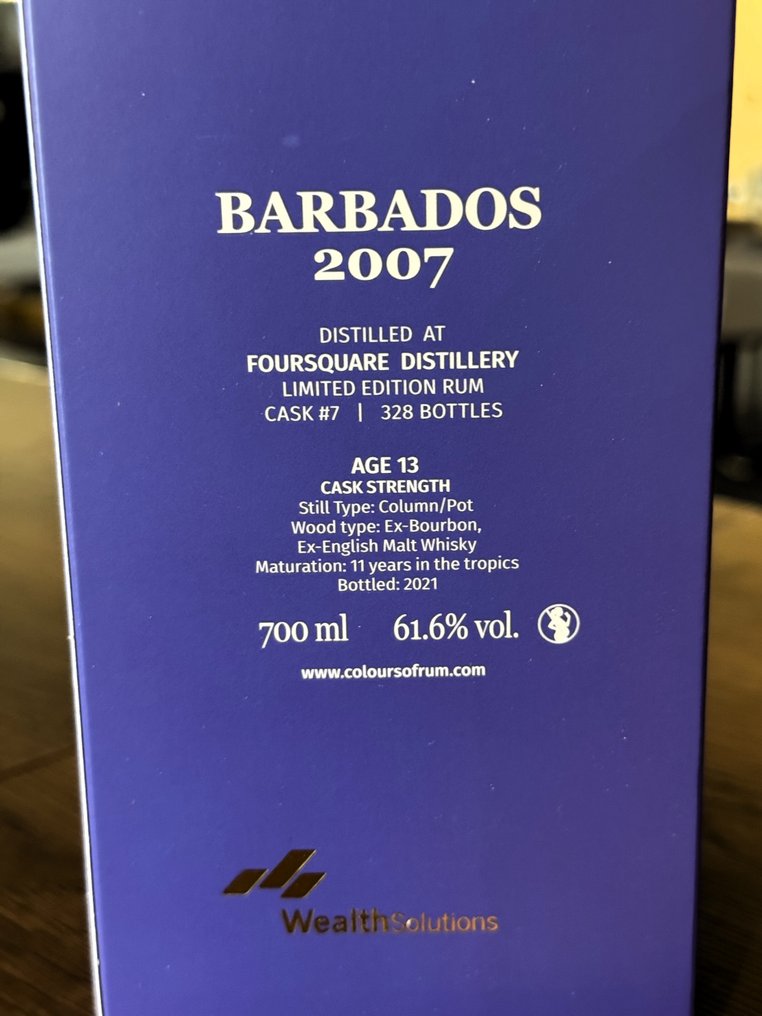 BARBADOS
2007
DISTILLED AT
FOURSQUARE DISTILLERY
LIMITED EDITION RUM
CASK #7 | 328 BOTTLES
AGE 13
CASK STRENGTH
Still Type: Column/Pot
Wood type: Ex-Bourbon,
Ex-English Malt Whisky
Maturation: 11 years in the tropics
Bottled: 2021
700 ml 61.6% vol.
www.coloursofrum.com
WealthSolutions